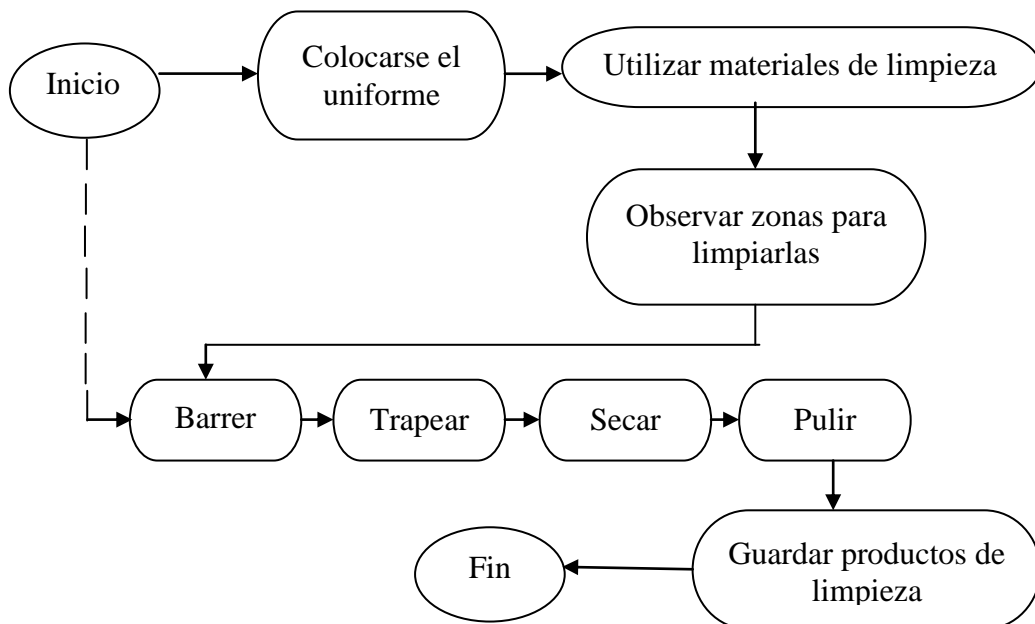 Inicio
Colocarse el
uniforme
Utilizar materiales de limpieza
Observar zonas para
limpiarlas
Barrer
Trapear
Secar
Pulir
Guardar productos de
limpieza
Fin